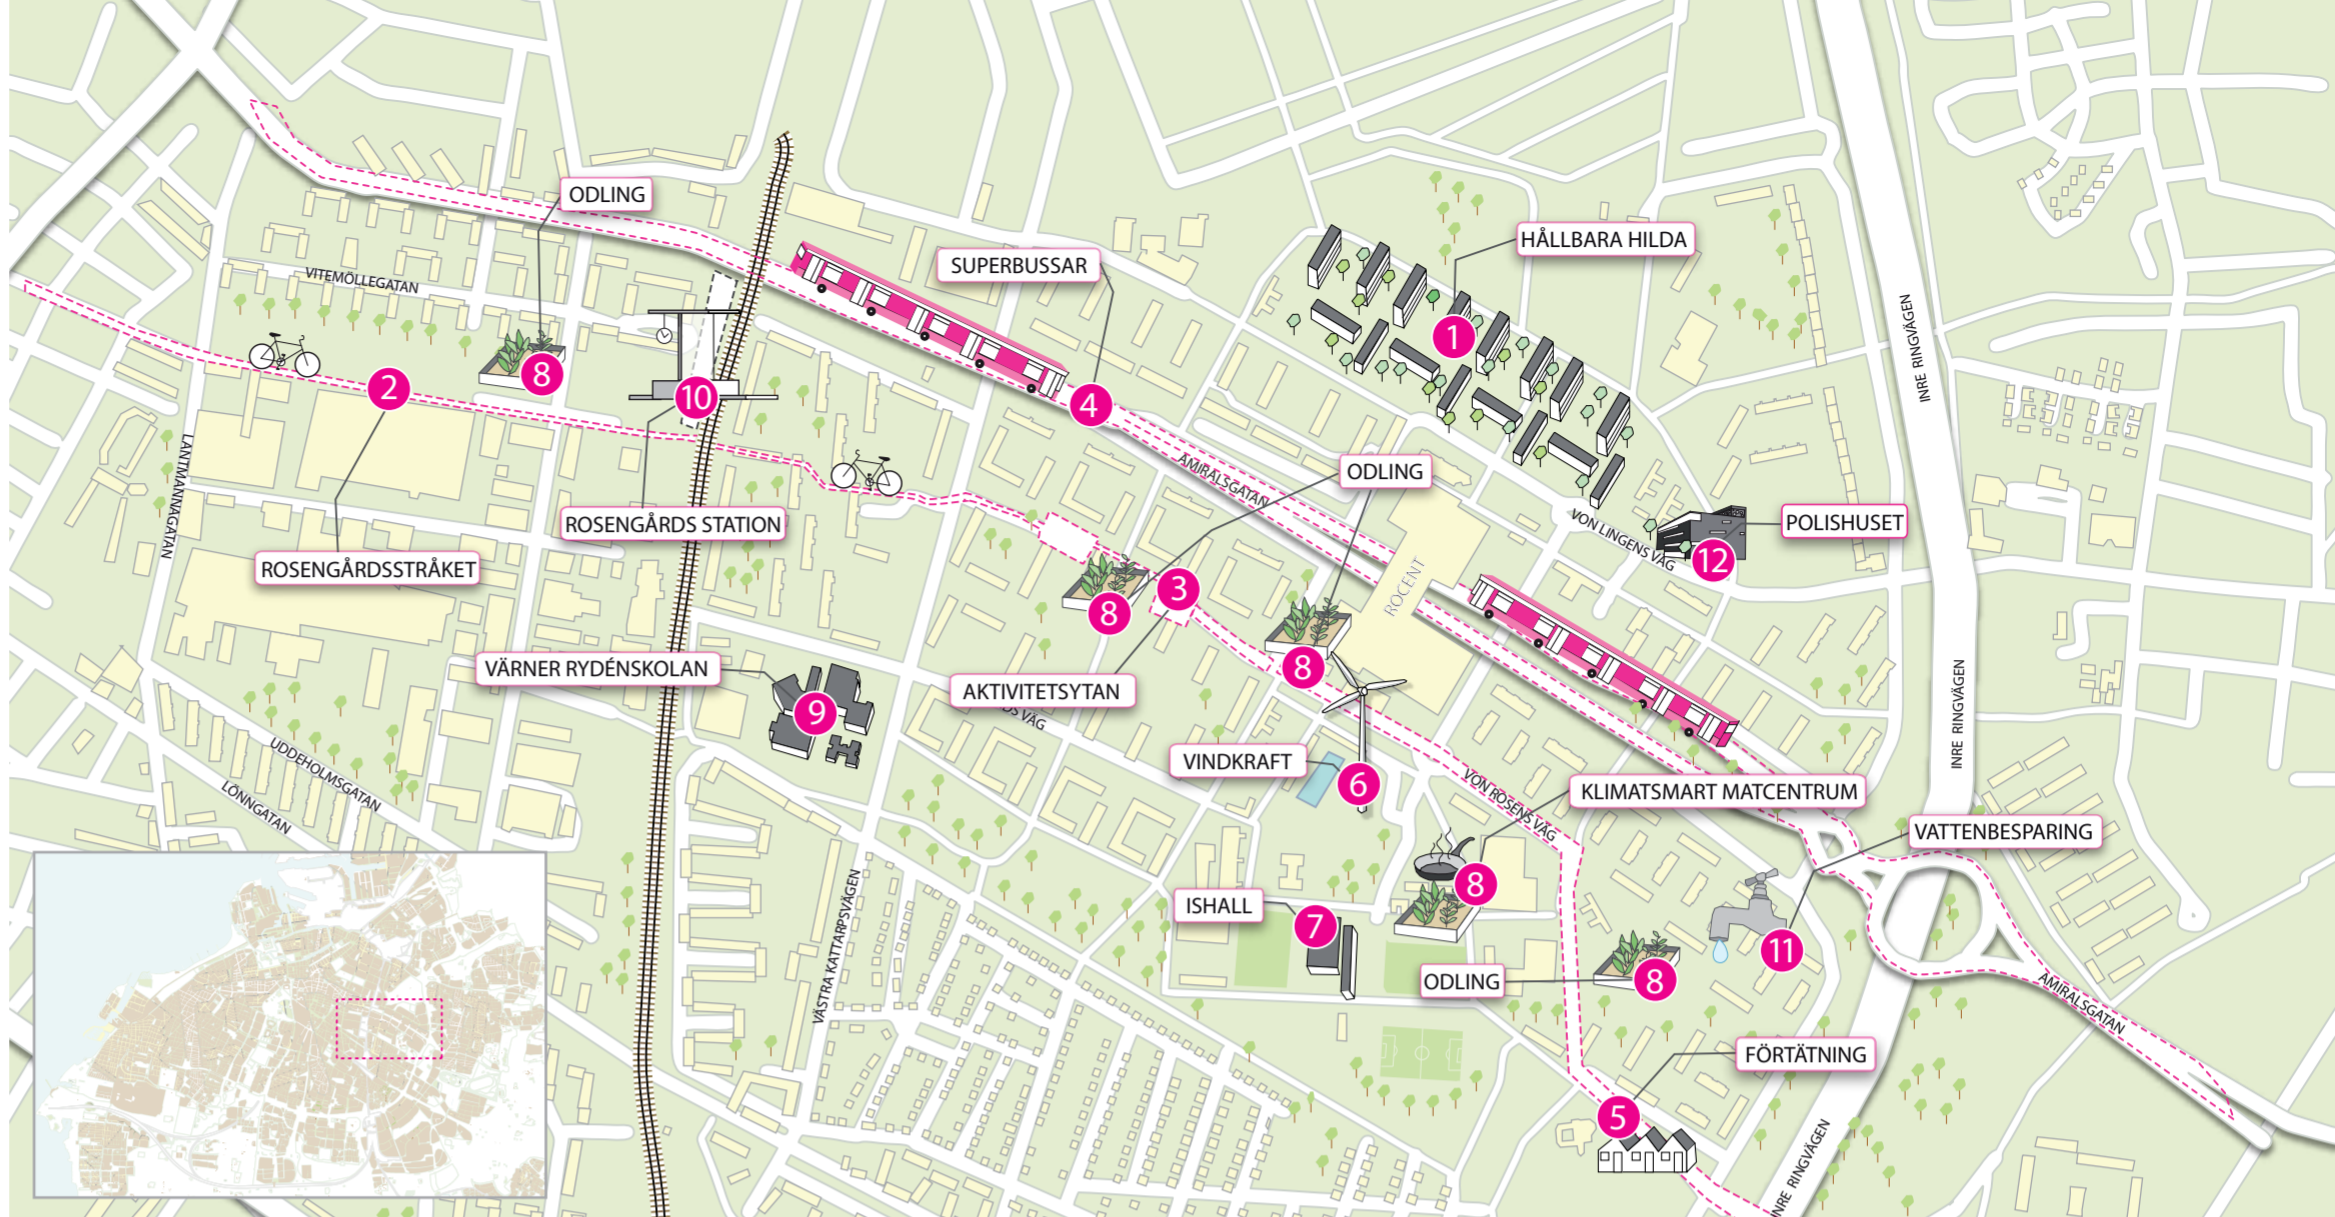 ODLING
HÅLLBARA HILDA
SUPERBUSSAR
VITEMÖLLEGATAN
INRE RINGVÄGEN
1
8
2
10
4
ODLING
AMIRALSGATAN
LANTMANNAGATAN
ROSENGÅRDS STATION
POLISHUSET
VON LINGENS VÄG
12
ROSENGÅRDSSTRÅKET
ROCENT
3
8
8
VÄRNER RYDÉNSKOLAN
AKTIVITETSYTAN
9
VÄG
INRE RINGVÄGEN
UDDEHOLMSGATAN
LÖNNGATAN
VINDKRAFT
6
VON ROSENS VÄG
KLIMATSMART MATCENTRUM
VATTENBESPARING
8
ISHALL
7
VÄSTRA KATTARPSVÄGEN
11
ODLING
8
AMIRALSGATAN
FÖRTÄTNING
5
INRE RINGVÄGEN